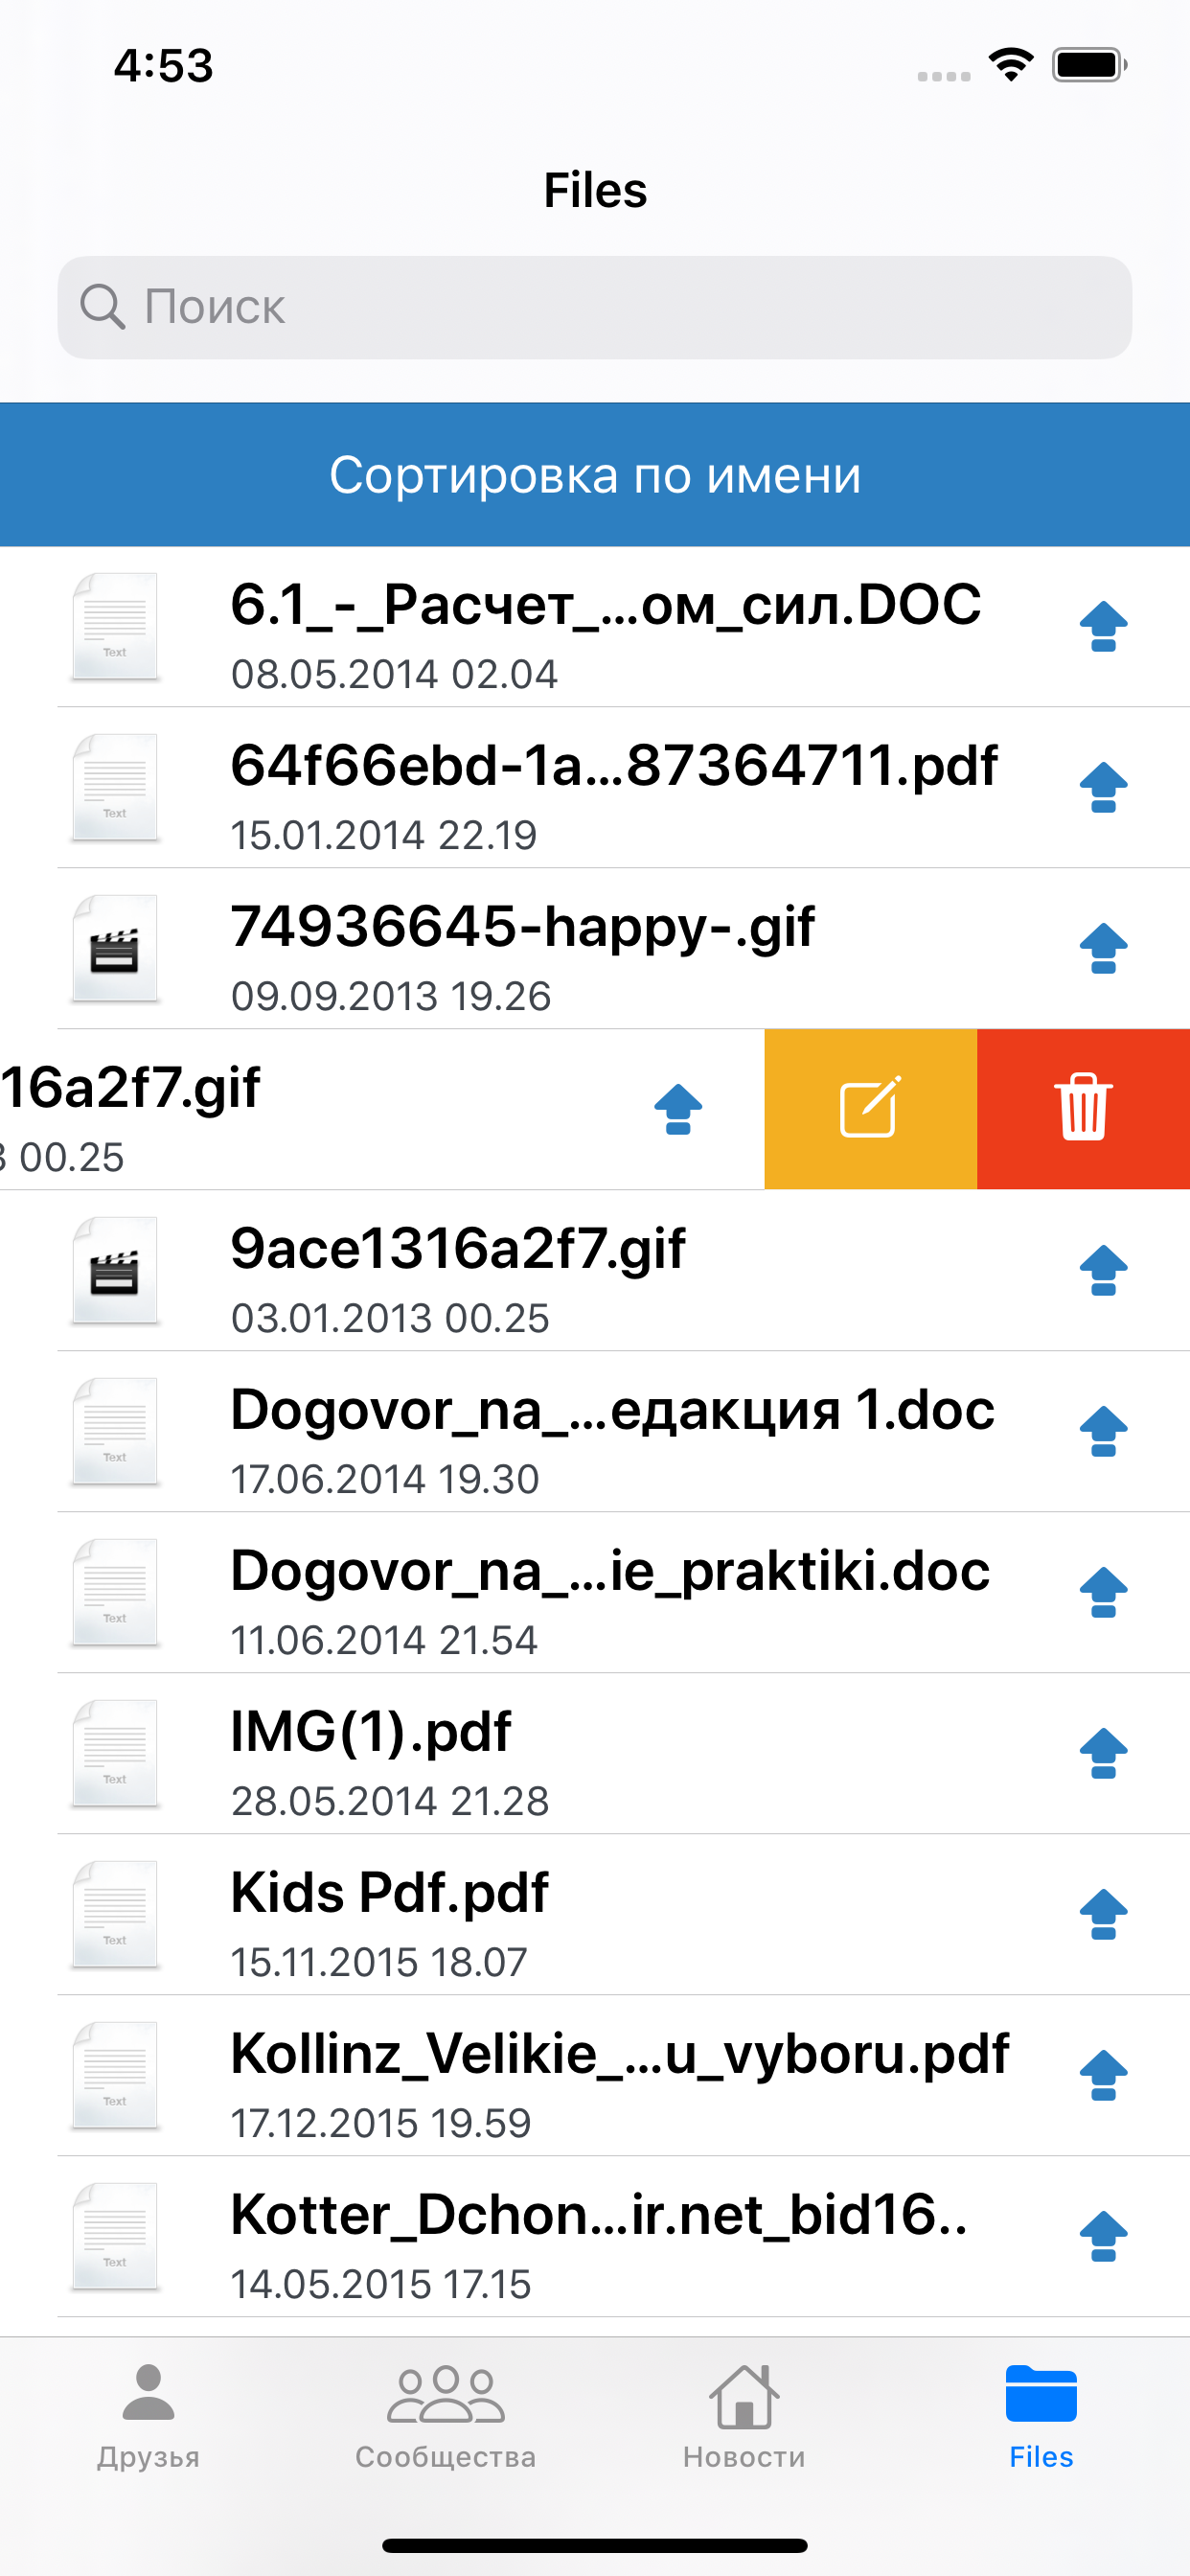 4:53
Files
Поиск
Сортировка по имени
6.1_-_Расчет_...ом_сил.DOC
Text
08.05.2014 02.04
64f66ebd-1a...87364711.pdf
Text
15.01.2014 22.19
74936645-happy-.gif
09.09.2013 19.26
16a2f7.gif
3 00.25
9ace1316a2f7.gif
03.01.2013 00.25
Dogovor_na_...едакция 1.doc
Text
17.06.2014 19.30
Dogovor_na_...ie_praktiki.doc
Text
11.06.2014 21.54
IMG(1).pdf
Text
28.05.2014 21.28
Kids Pdf.pdf
Text
15.11.2015 18.07
Kollinz_Velikie_...u_vyboru.pdf
Text
17.12.2015 19.59
Kotter_Dchon...ir.net_bid16..
Text
14.05.2015 17.15
Друзья
Сообщества
Новости
Files